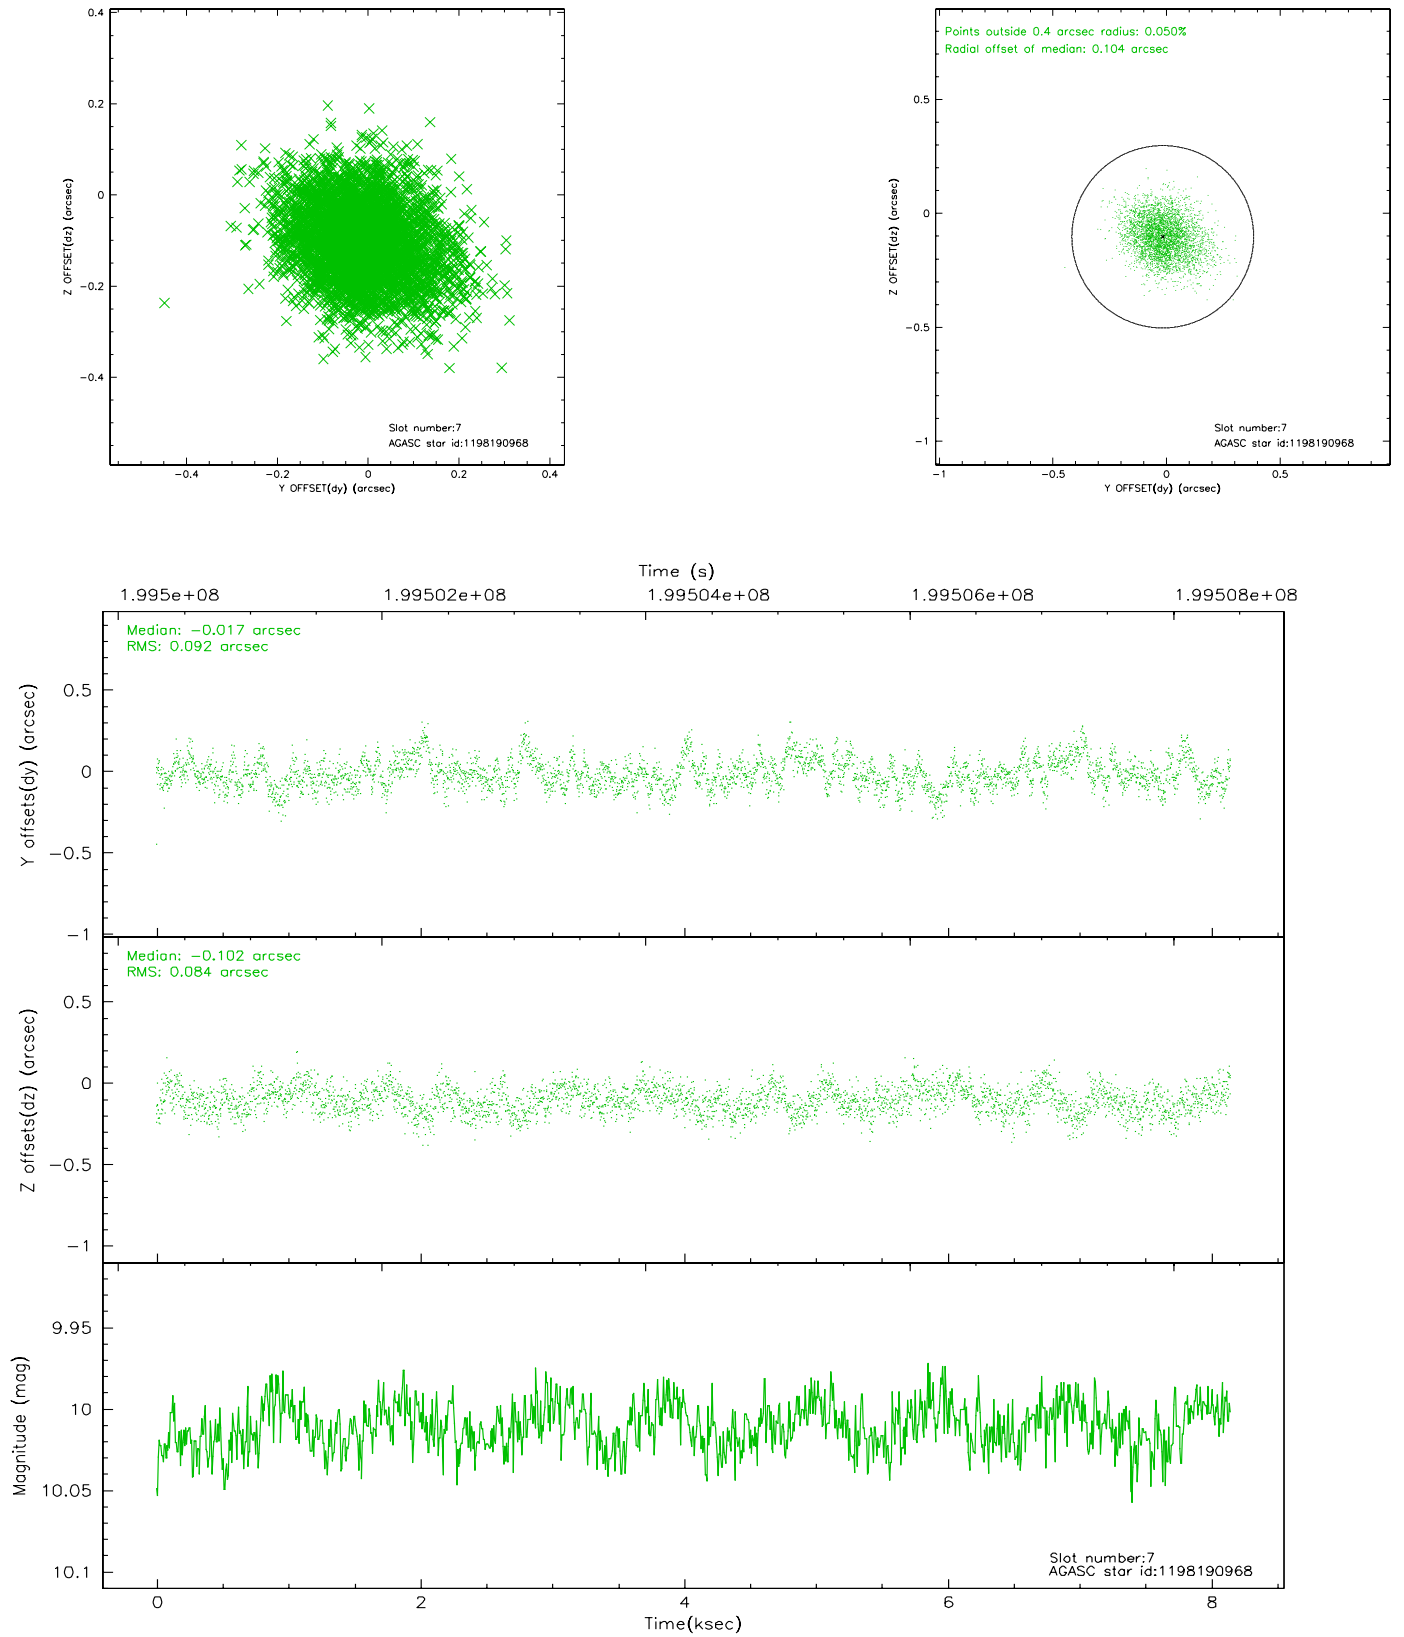 0.4
0.2
0
−0.2
−0.4
Z OFFSET(dz) (arcsec)
Slot number:7
AGASC star id:1198190968
−0.4
−0.2
0
0.2
0.4
Y OFFSET(dy) (arcsec)
Points outside 0.4 arcsec radius: 0.050%
Radial offset of median: 0.104 arcsec
0.5
0
−0.5
−1
Z OFFSET(dz) (arcsec)
Slot number:7
AGASC star id:1198190968
−1
−0.5
0
0.5
Y OFFSET(dy) (arcsec)
Time (s)
1.995e+08
1.99502e+08
1.99504e+08
1.99506e+08
1.99508e+08
Median: −0.017 arcsec
RMS: 0.092 arcsec
0.5
0
−0.5
−1
Y offsets(dy) (arcsec)
Median: −0.102 arcsec
RMS: 0.084 arcsec
0.5
0
−0.5
−1
Z offsets(dz) (arcsec)
9.95
10
10.05
10.1
Magnitude (mag)
Slot number:7
AGASC star id:1198190968
0
2
4
6
8
Time(ksec)